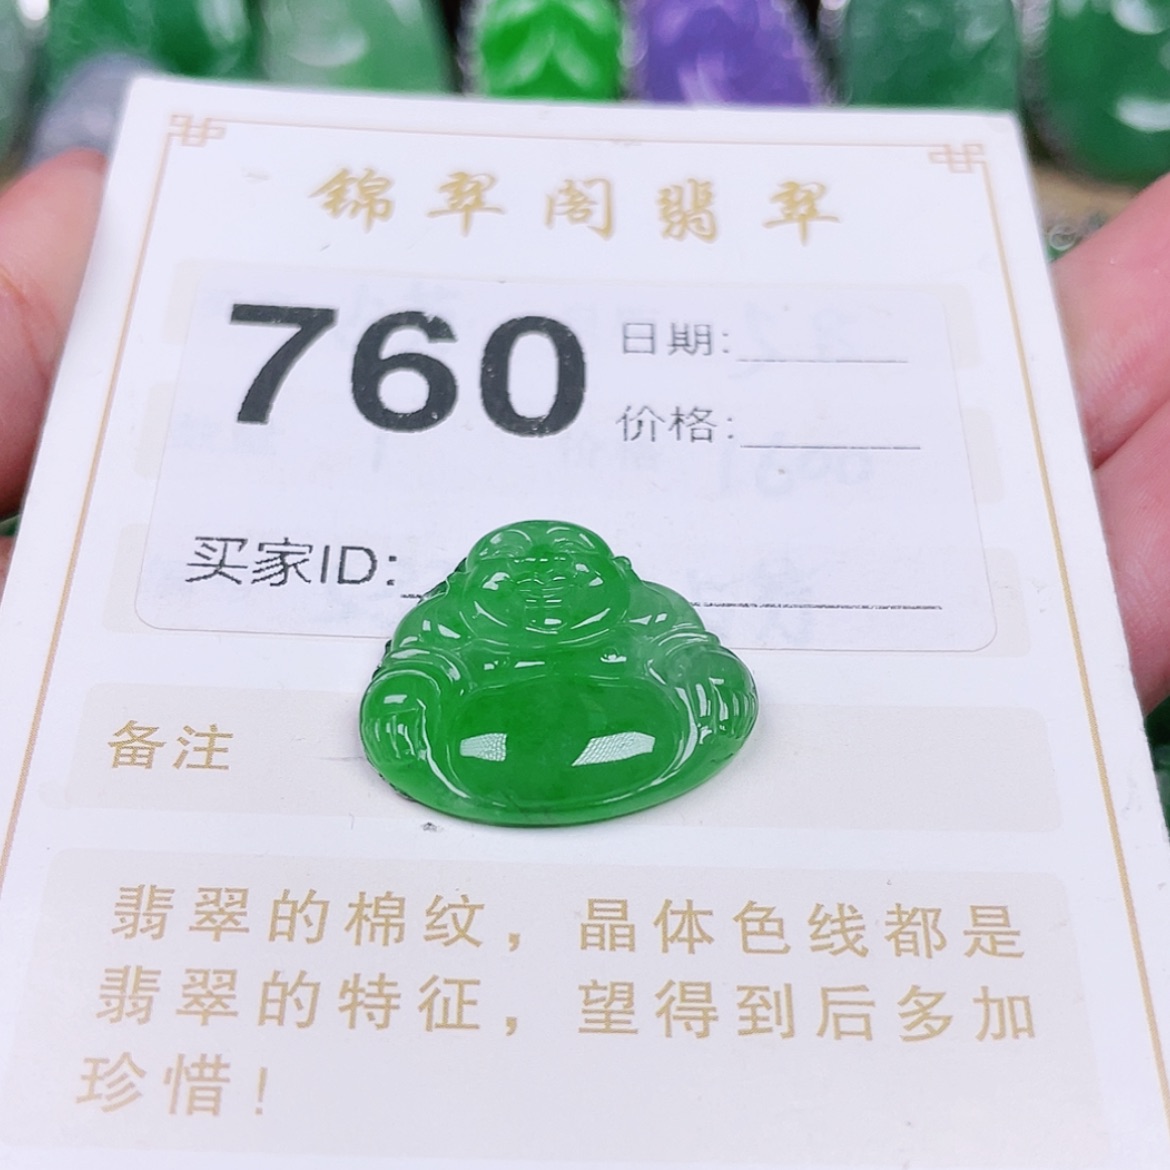 锦翠阁翡翠
760
日期:
价格:
买家ID:
备注
翡翠的棉纹，晶体色线都是
翡翠的特征，望得到后多加
珍惜！